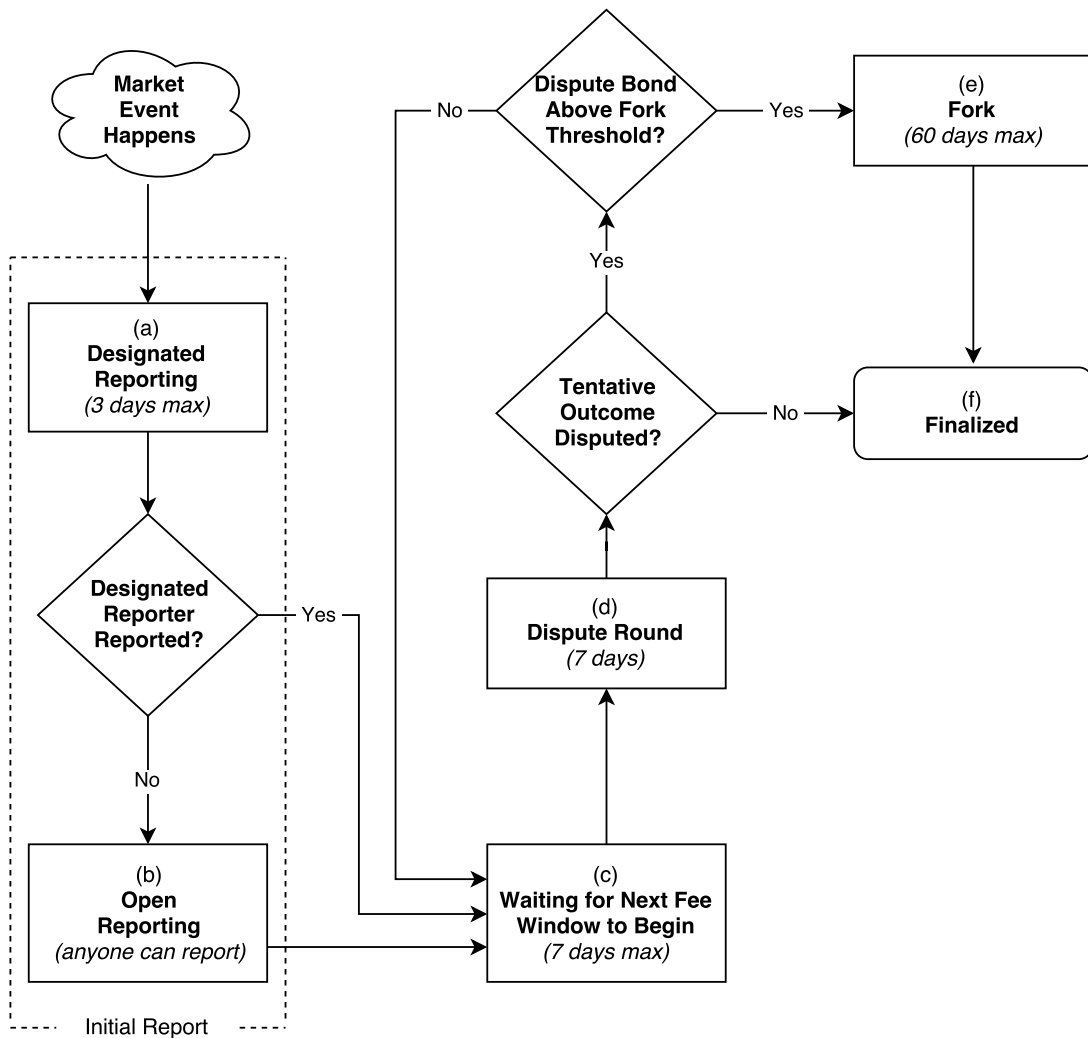 Market
Event
Happens
(a)
Designated
Reporting
(3 days max)
Designated
Reporter
Reported?
Yes
No
(b)
Open
Reporting
(anyone can report)
Initial Report
(c)
Waiting for Next Fee
Window to Begin
(7 days max)
(d)
Dispute Round
(7 days)
Tentative
Outcome
Disputed?
Yes
No
Dispute Bond
Above Fork
Threshold?
No
Yes
(e)
Fork
(60 days max)
(f)
Finalized